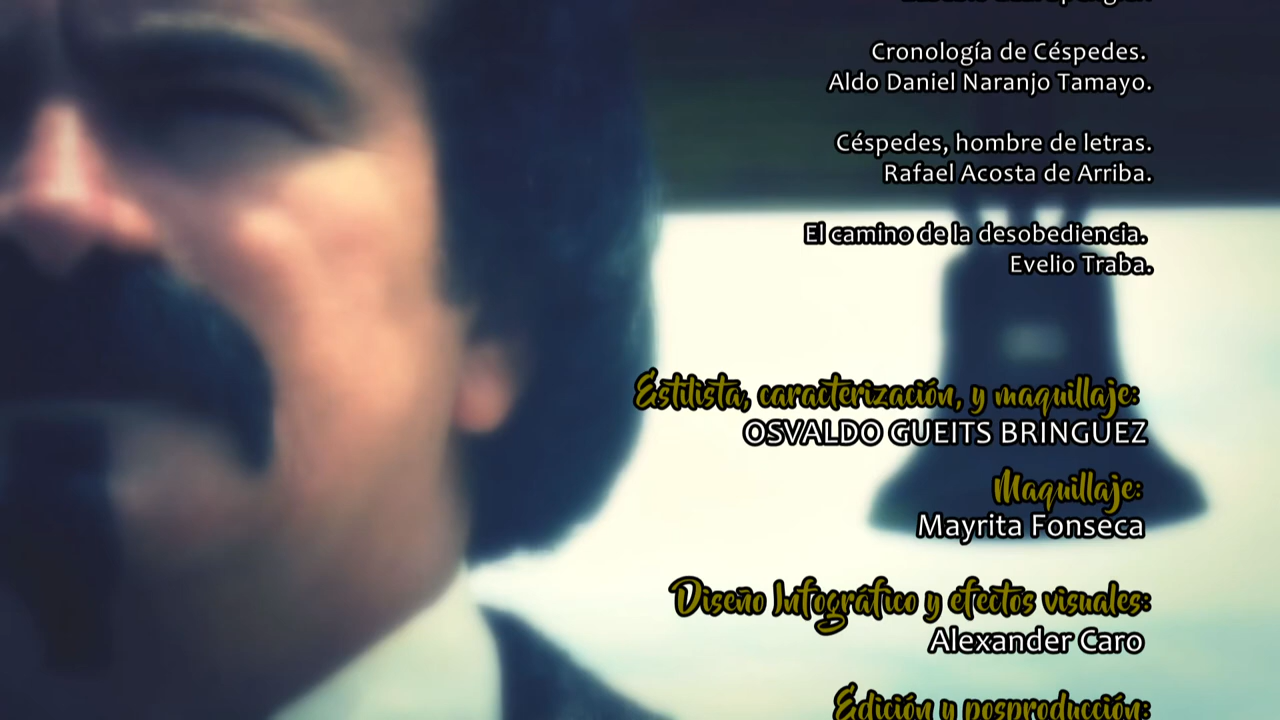 Cronología de Céspedes.
Aldo Daniel Naranjo Tamayo.
Céspedes, hombre de letras.
Rafael Acosta de Arriba.
El camino de la desobediencia.
Evelio Traba.
Estilista, caracterización, y maquillaje:
OSVALDO GUEITS BRINGUEZ
Maquillaje:
Mayrita Fonseca
Diseño Infográfico y efectos visuales:
Alexander Caro
Edición y posproducción: